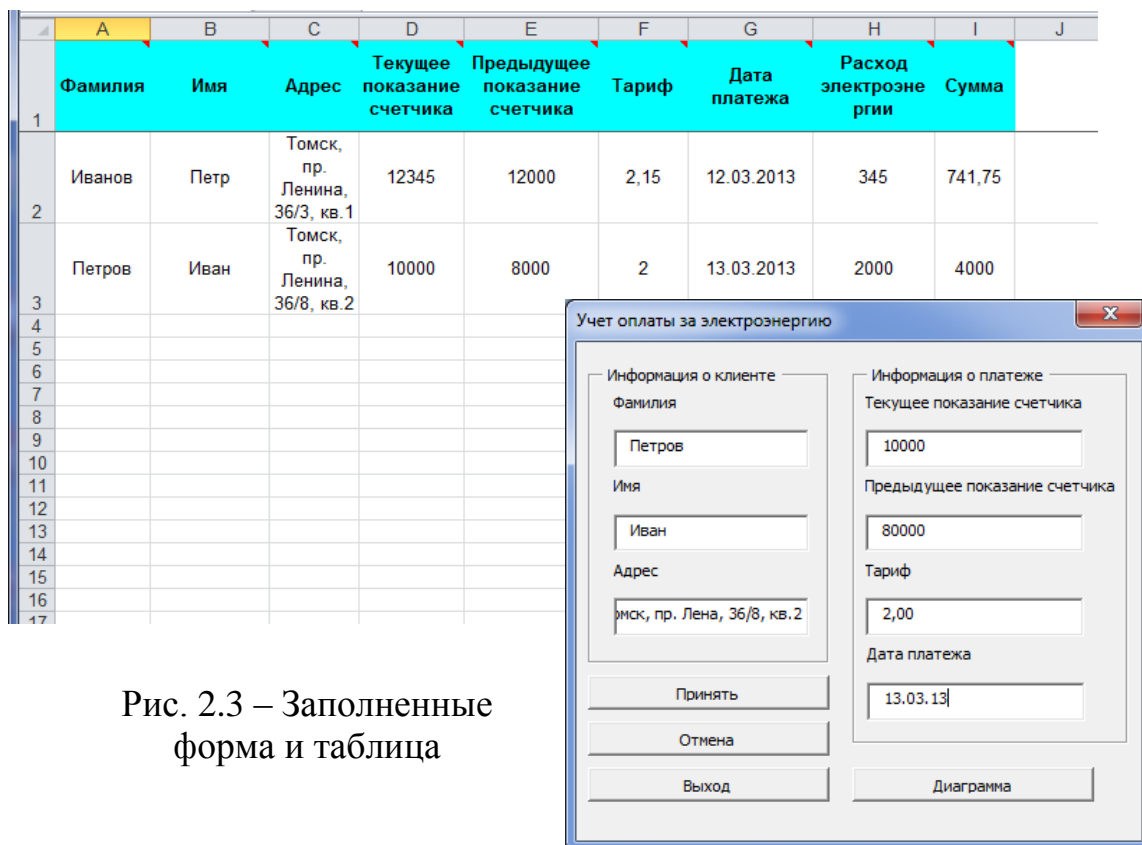 A B C D E F G H I J
1 Фамилия Имя Адрес Текущее показание счетчика Предыдущее показание счетчика Тариф Дата платежа Расход электроэне ргии Сумма
2 Иванов Петр Томск, пр. Ленина, 36/3, кв.1 12345 12000 2,15 12.03.2013 345 741,75
3 Петров Иван Томск, пр. Ленина, 36/8, кв.2 10000 8000 2 13.03.2013 2000 4000
4
5
6
7
8
9
10
11
12
13
14
15
16
17
Учет оплаты за электроэнергию
Информация о клиенте
Фамилия
Петров
Имя
Иван
Адрес
омск, пр. Лена, 36/8, кв.2
Принять
Отмена
Выход
Информация о платеже
Текущее показание счетчика
10000
Предыдущее показание счетчика
80000
Тариф
2,00
Дата платежа
13.03.13
Диаграмма
Рис. 2.3 – Заполненные
форма и таблица